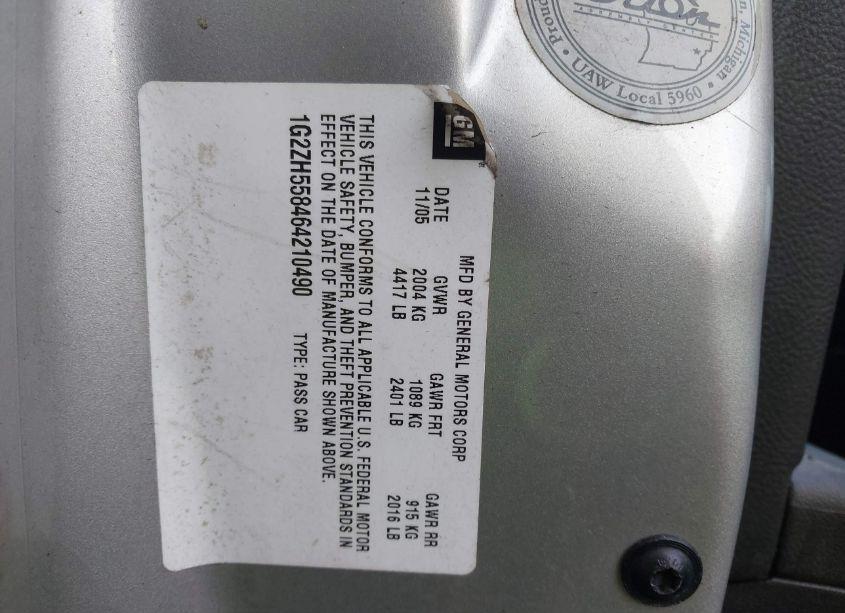 GM
MFD BY GENERAL MOTORS CORP
DATE GVWR GAWR FRT GAWR RR
11/05 2004 KG 1089 KG 915 KG
4417 LB 2401 LB 2016 LB
THIS VEHICLE CONFORMS TO ALL APPLICABLE U.S. FEDERAL MOTOR
VEHICLE SAFETY, BUMPER, AND THEFT PREVENTION STANDARDS IN
EFFECT ON THE DATE OF MANUFACTURE SHOWN ABOVE.
1G2ZH558464210490 TYPE: PASS CAR
Michigan • UAW Local 5960 •